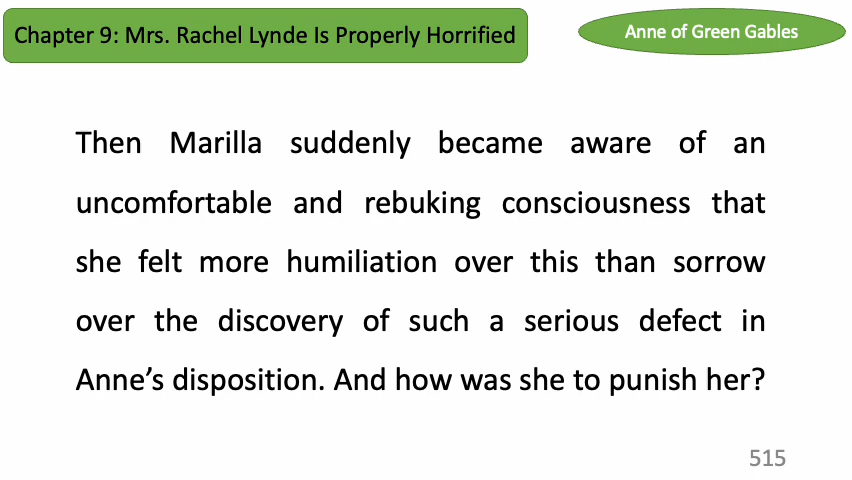 Chapter 9: Mrs. Rachel Lynde Is Properly Horrified
Anne of Green Gables
Then Marilla suddenly became aware of an
uncomfortable and rebuking consciousness that
she felt more humiliation over this than sorrow
over the discovery of such a serious defect in
Anne’s disposition. And how was she to punish her?
515